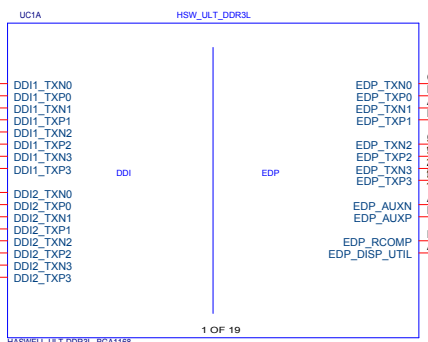 UC1A
HSW_ULT_DDR3L
DDI1_TXN0
DDI1_TXP0
DDI1_TXN1
DDI1_TXP1
DDI1_TXN2
DDI1_TXP2
DDI1_TXN3
DDI1_TXP3
DDI2_TXN0
DDI2_TXP0
DDI2_TXN1
DDI2_TXP1
DDI2_TXN2
DDI2_TXP2
DDI2_TXN3
DDI2_TXP3
DDI
EDP
EDP_TXN0
EDP_TXP0
EDP_TXN1
EDP_TXP1
EDP_TXN2
EDP_TXP2
EDP_TXN3
EDP_TXP3
EDP_AUXN
EDP_AUXP
EDP_RCOMP
EDP_DISP_UTIL
1 OF 19
HASWELL_ULT_DDR3L_BGA1168